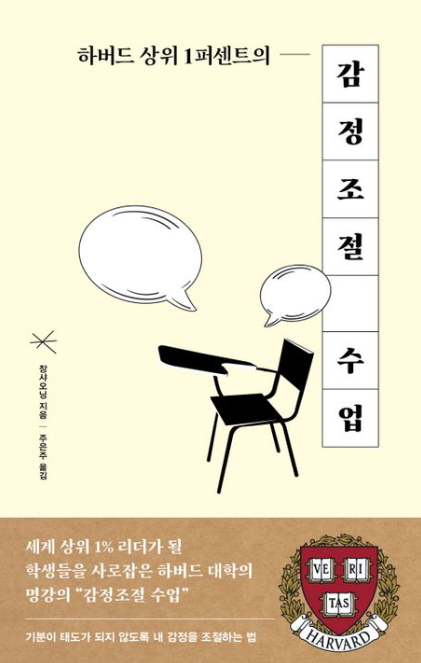 하버드 상위 1퍼센트의
감정조절 수업
장샤오닝 지음 | 주은주 옮김
세계 상위 1% 리더가 될
학생들을 사로잡은 하버드 대학의
명강의 “감정조절 수업”
기분이 태도가 되지 않도록 내 감정을 조절하는 법
VE RI
TAS
HARVARD